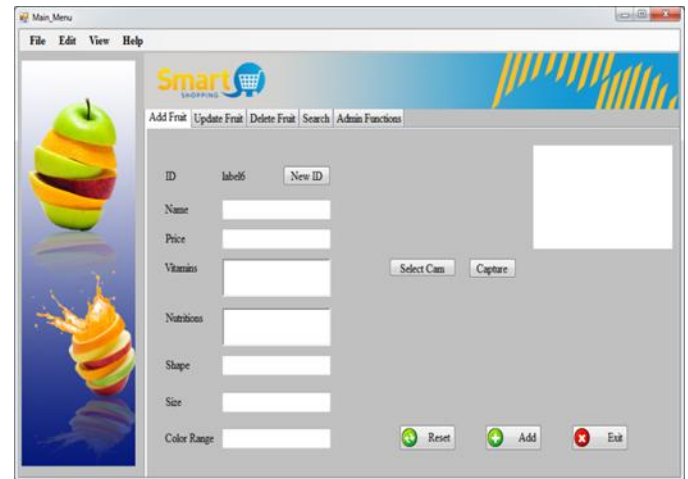 Main_Menu
File Edit View Help
Smart
SHOPPING
Add Fruit Update Fruit Delete Fruit Search Admin Functions
ID label6 New ID
Name
Price
Vitamins Select Cam Capture
Nutritions
Shape
Size
Color Range Reset Add Exit